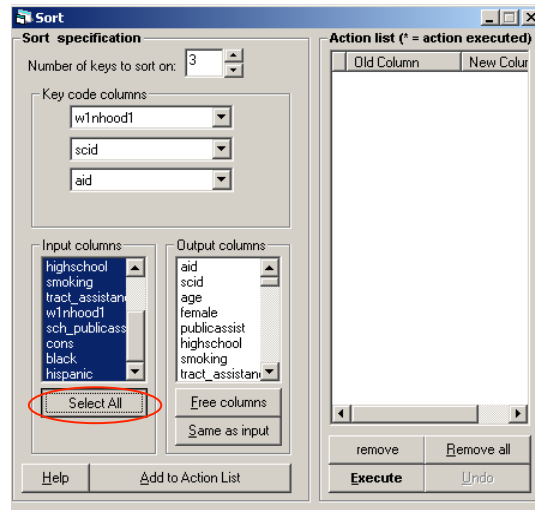 Sort
Sort specification
Number of keys to sort on: 3
Key code columns
w1nhood1
scid
aid
Input columns
highschool
smoking
tract_assistan
w1nhood1
sch_publicass
cons
black
hispanic
Select All
Output columns
aid
scid
age
female
publicassist
highschool
smoking
tract_assistan
Free columns
Same as input
Help
Add to Action List
Action list (* = action executed)
Old Column New Colur
remove Remove all
Execute Undo